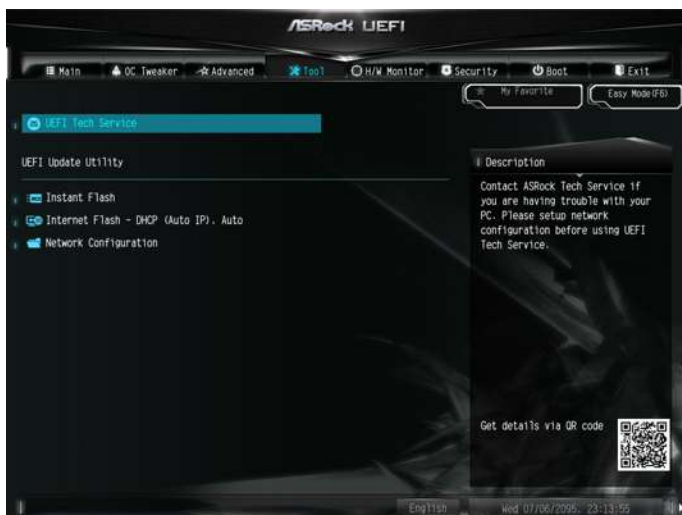 ASRock UEFI
Main OC Tweaker Advanced Tool H/W Monitor Security Boot Exit
My Favorite Easy Mode(F6)
UEFI Tech Service
UEFI Update Utility
Instant Flash
Internet Flash - DHCP (Auto IP), Auto
Network Configuration
Description
Contact ASRock Tech Service if
you are having trouble with your
PC. Please setup network
configuration before using UEFI
Tech Service.
Get details via QR code
English Wed 07/06/2095, 23:13:55